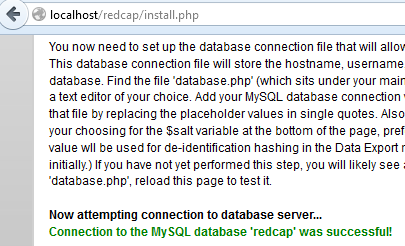 localhost/redcap/install.php
You now need to set up the database connection file that will allow
This database connection file will store the hostname, username
database. Find the file 'database.php' (which sits under your main
a text editor of your choice. Add your MySQL database connection
that file by replacing the placeholder values in single quotes. Also
your choosing for the $salt variable at the bottom of the page, pref
value wll be used for de-identification hashing in the Data Export
initially.) If you have not yet performed this step, you will likely see
'database.php', reload this page to test it.
Now attempting connection to database server...
Connection to the MySQL database 'redcap' was successful!